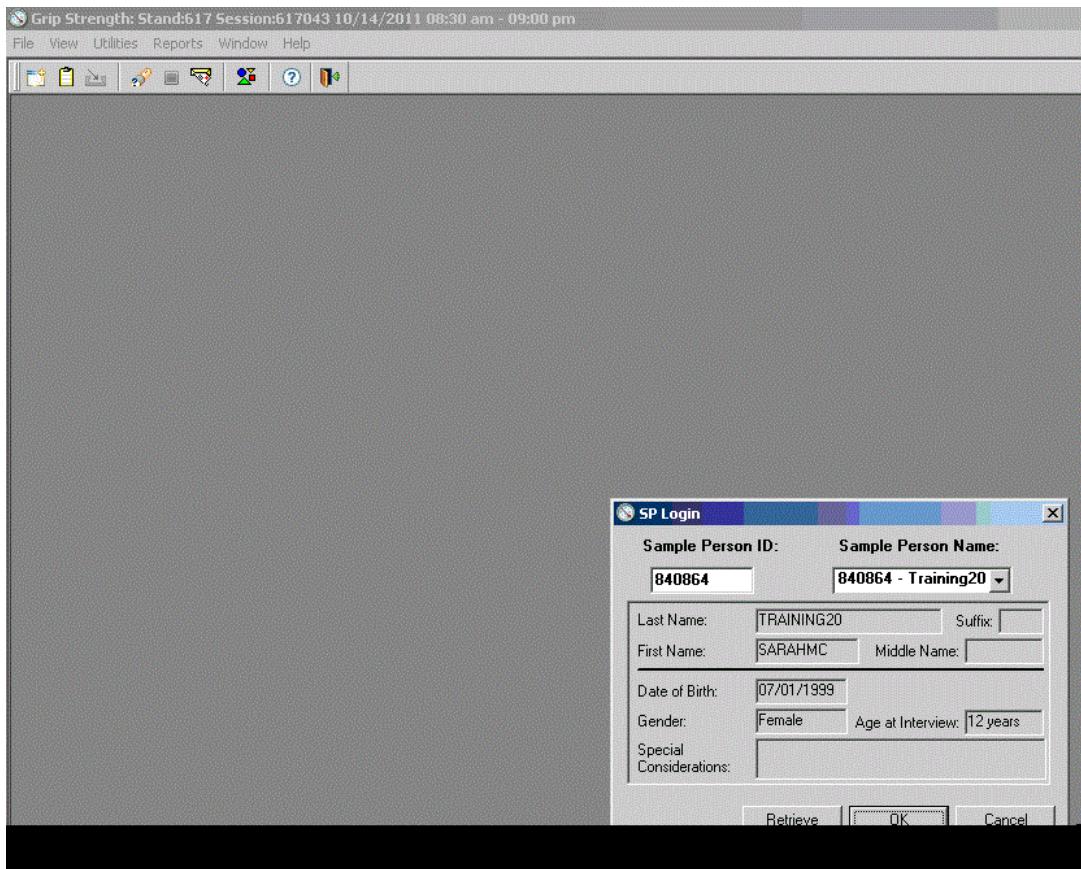 Grip Strength: Stand:617 Session:617043 10/14/2011 08:30 am - 09:00 pm
File View Utilities Reports Window Help
SP Login
Sample Person ID: Sample Person Name:
840864 840864 - Training20
Last Name: TRAINING20 Suffix:
First Name: SARAHMC Middle Name:
Date of Birth: 07/01/1999
Gender: Female Age at Interview: 12 years
Special
Considerations:
Retrieve OK Cancel